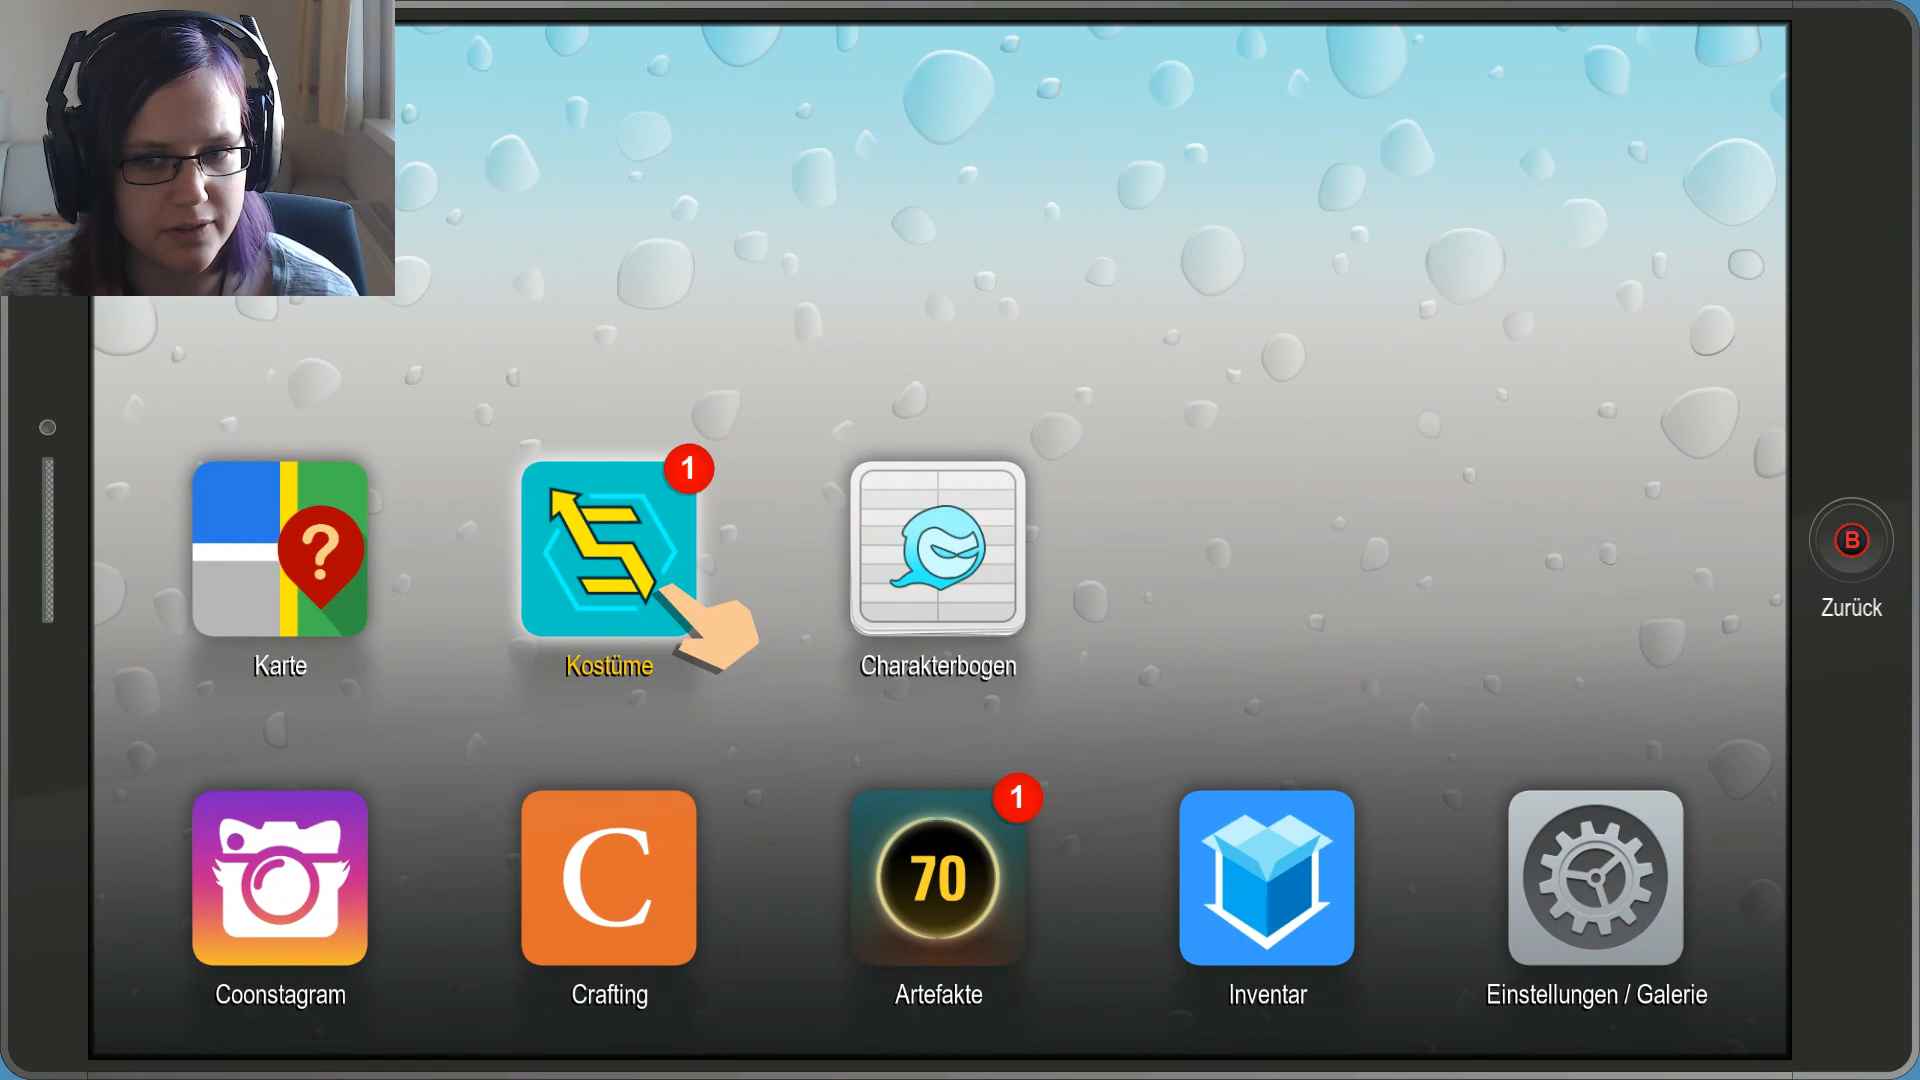 1
?
Karte
Kostüme
Charakterbogen
B
Zurück
1
C
70
Coonstagram
Crafting
Artefakte
Inventar
Einstellungen / Galerie